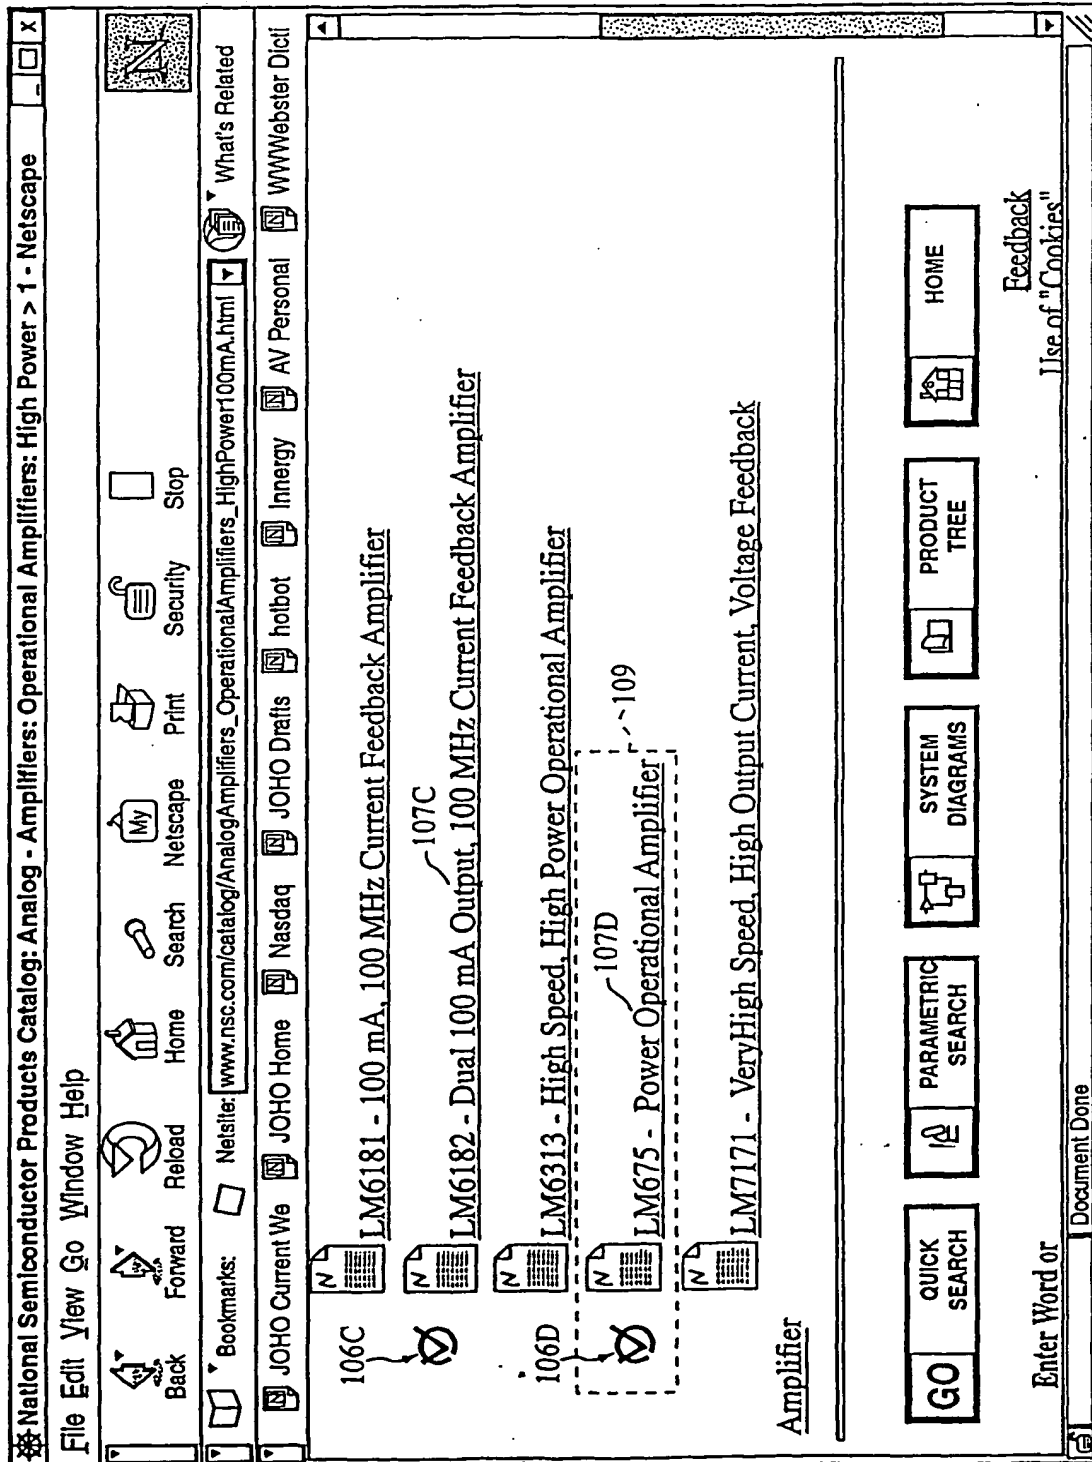 National Semiconductor Products Catalog: Analog - Amplifiers: Operational Amplifiers: High Power > 1 - Netscape
File Edit View Go Window Help
Back Forward Reload Home Search Netscape Print Security Stop
My
N
Bookmarks: Netsite: www.nsc.com/catalog/AnalogAmplifiers_OperationalAmplifiers_HighPower100mA.html What's Related
JOHO Current We JOHO Home Nasdaq JOHO Drafts hotbot Innergy AV Personal WWWebster Dicti
LM6181 - 100 mA, 100 MHz Current Feedback Amplifier
106C
107C
LM6182 - Dual 100 mA Output, 100 MHz Current Feedback Amplifier
LM6313 - High Speed, High Power Operational Amplifier
106D
107D
109
LM675 - Power Operational Amplifier
LM7171 - VeryHigh Speed, High Output Current, Voltage Feedback
Amplifier
GO QUICK SEARCH PARAMETRIC SEARCH SYSTEM DIAGRAMS PRODUCT TREE HOME
Feedback
Enter Word or Use of "Cookies"
Document Done